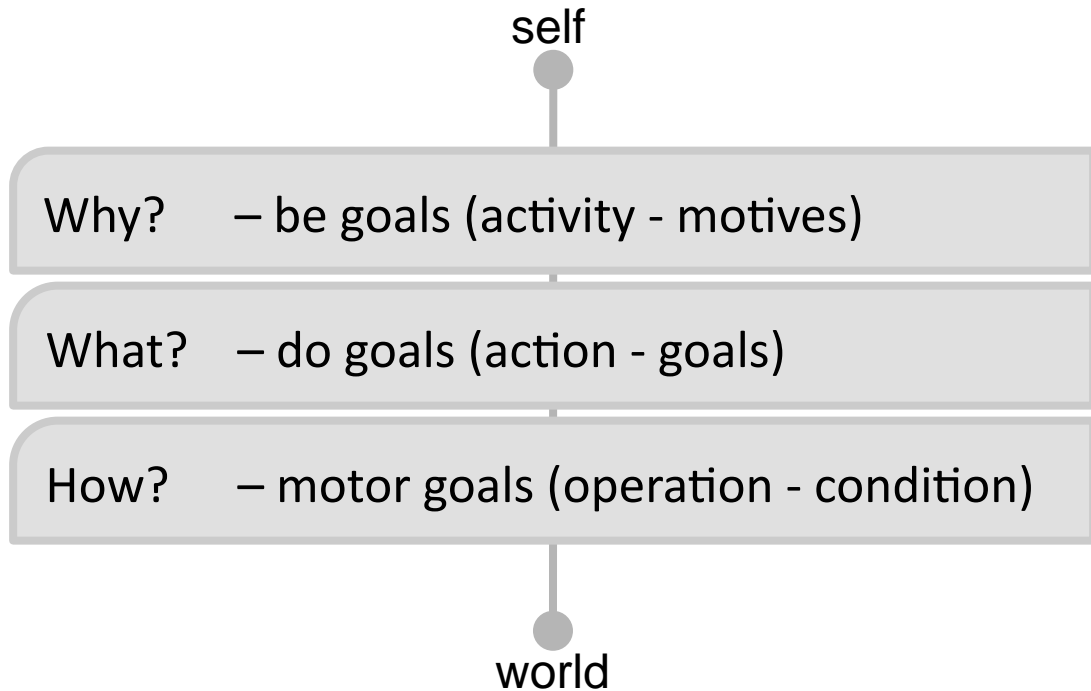 self
Why? – be goals (activity - motives)
What? – do goals (action - goals)
How? – motor goals (operation - condition)
world